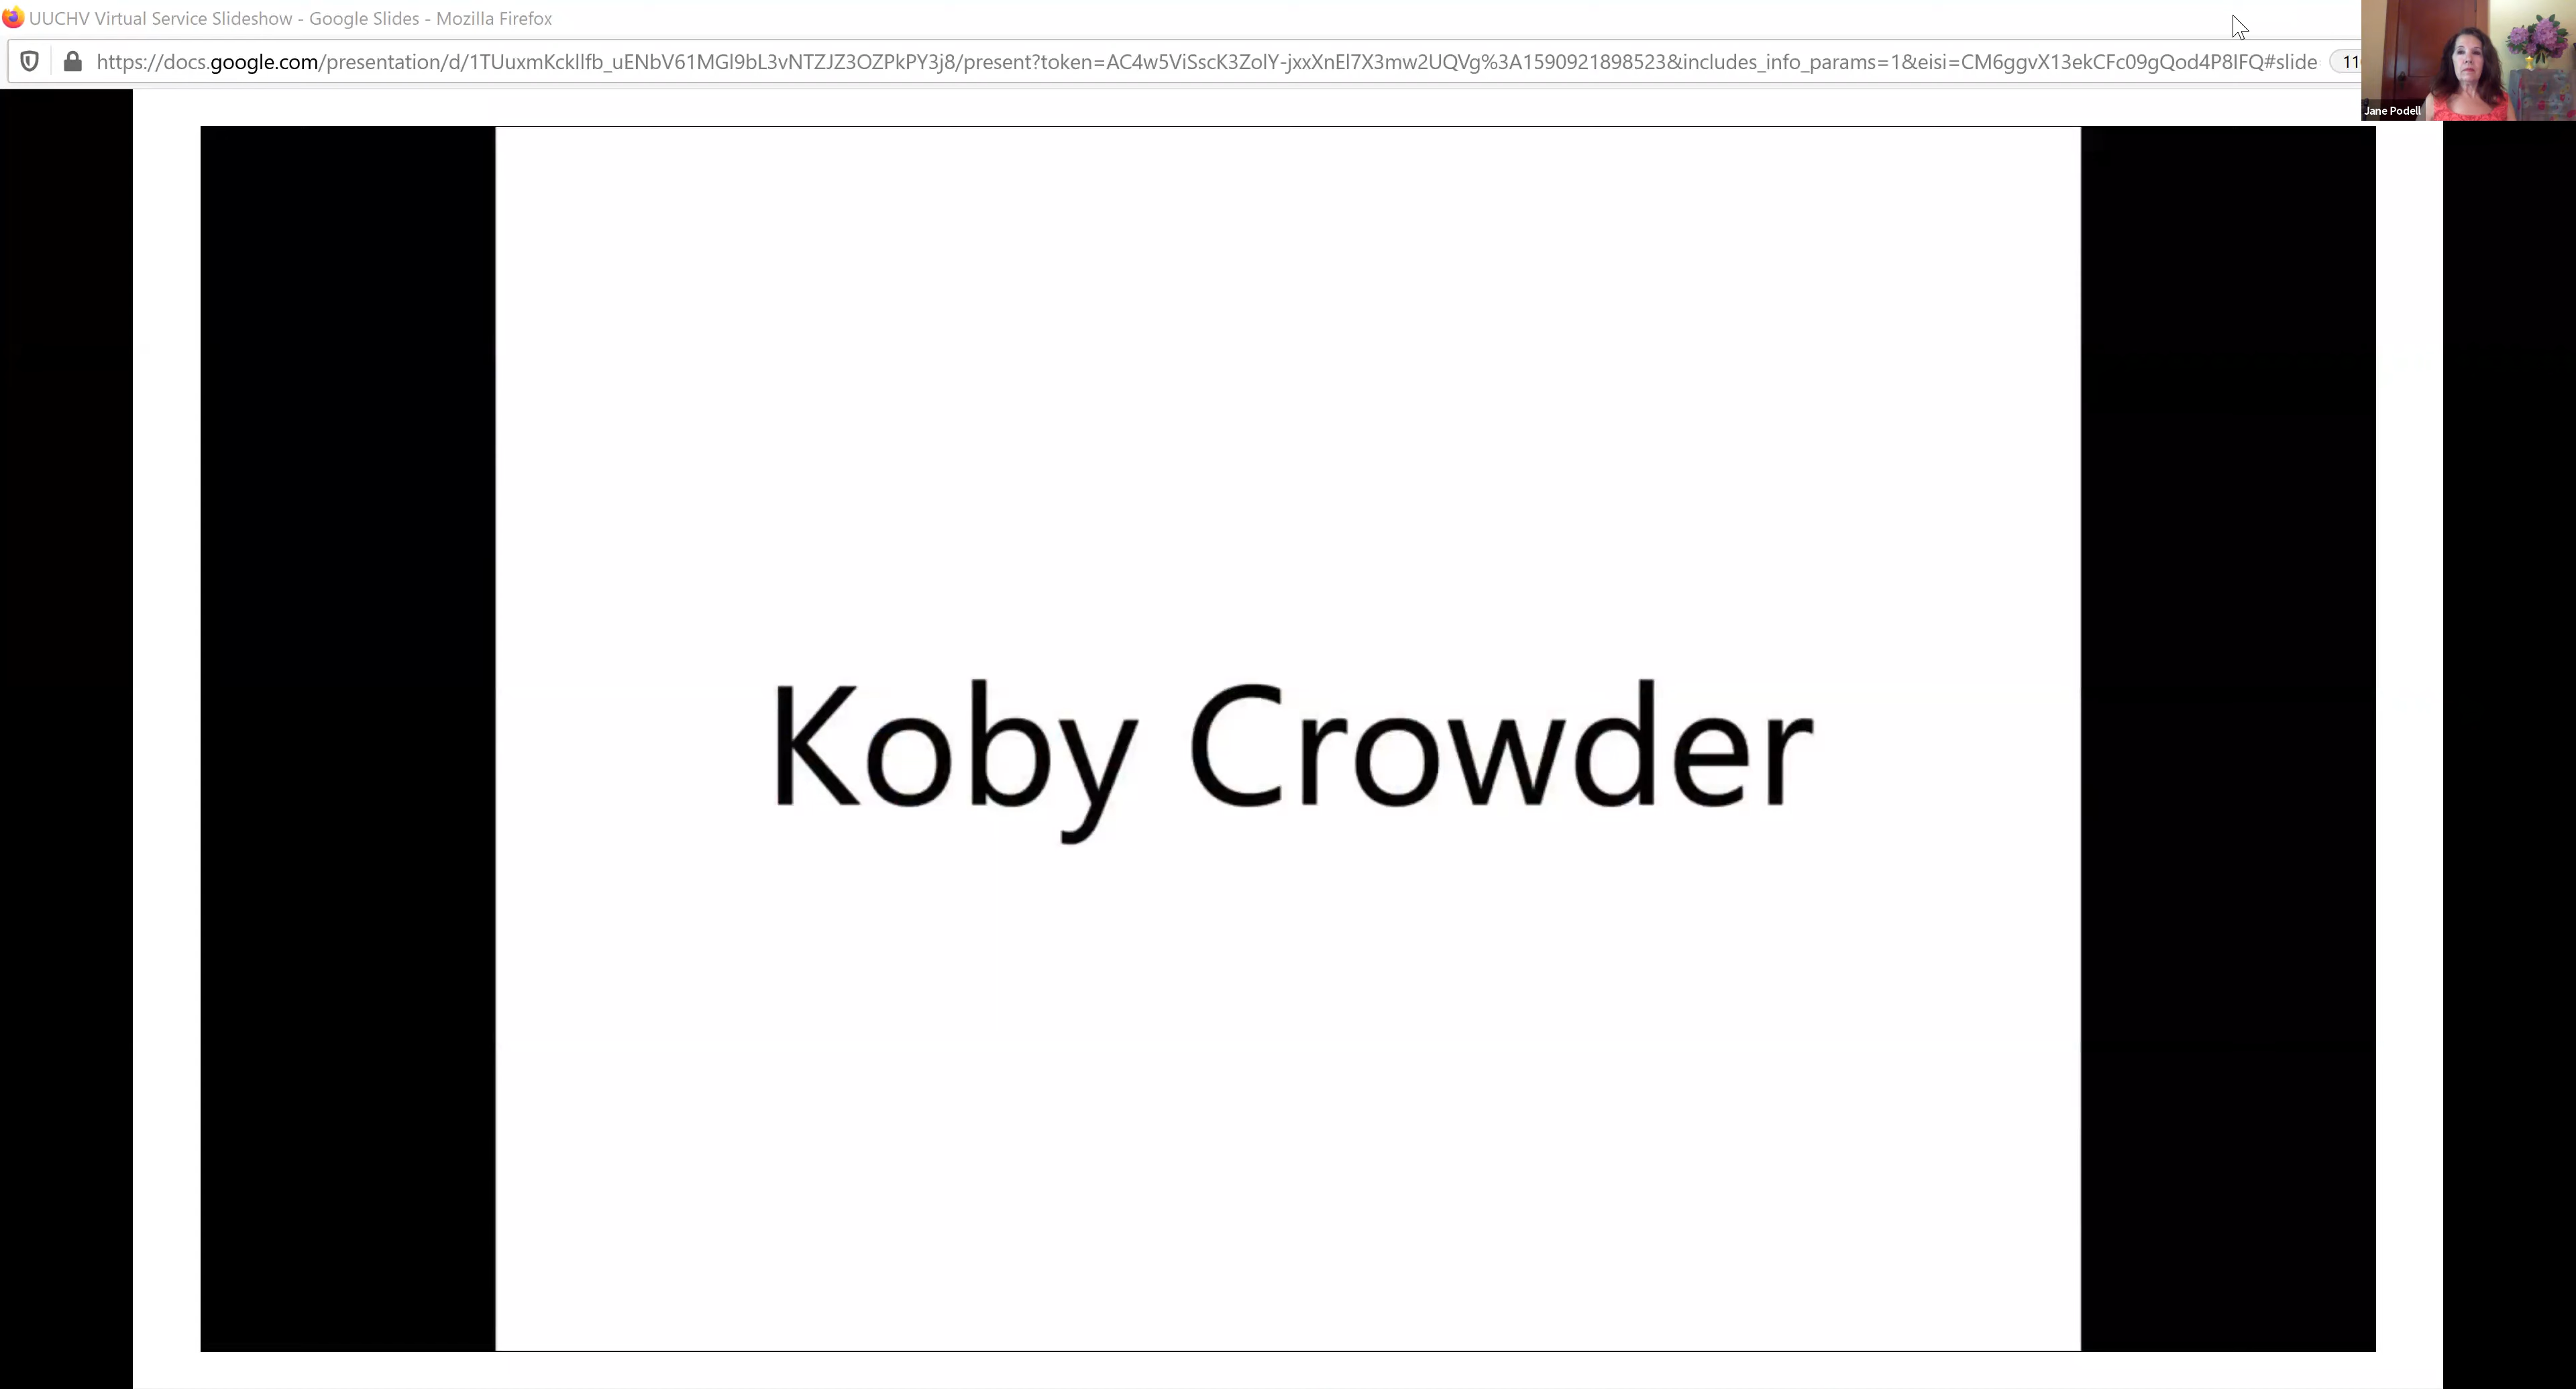 UUCHV Virtual Service Slideshow - Google Slides - Mozilla Firefox
https://docs.google.com/presentation/d/1TUuxmKckllfb_uENbV61MGl9bL3vNTZJZ3OZPkPY3j8/present?token=AC4w5ViSscK3ZolY-jxxXnEl7X3mw2UQVg%3A1590921898523&includes_info_params=1&eisi=CM6ggvX13ekCFc09gQod4P8IFQ#slide
Jane Podell
Koby Crowder